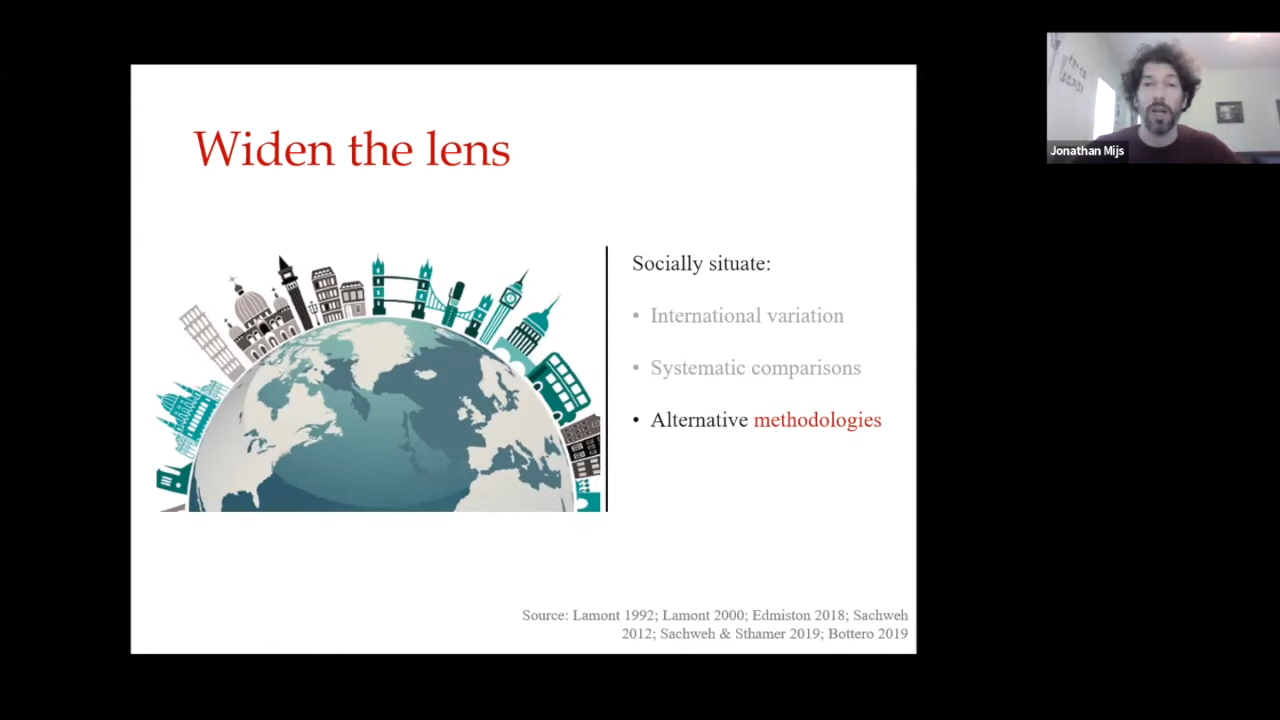 Widen the lens
Socially situate:
• International variation
• Systematic comparisons
• Alternative methodologies
Source: Lamont 1992; Lamont 2000; Edmiston 2018; Sachweh
2012; Sachweh & Sthamer 2019; Bottero 2019
Jonathan Mijs